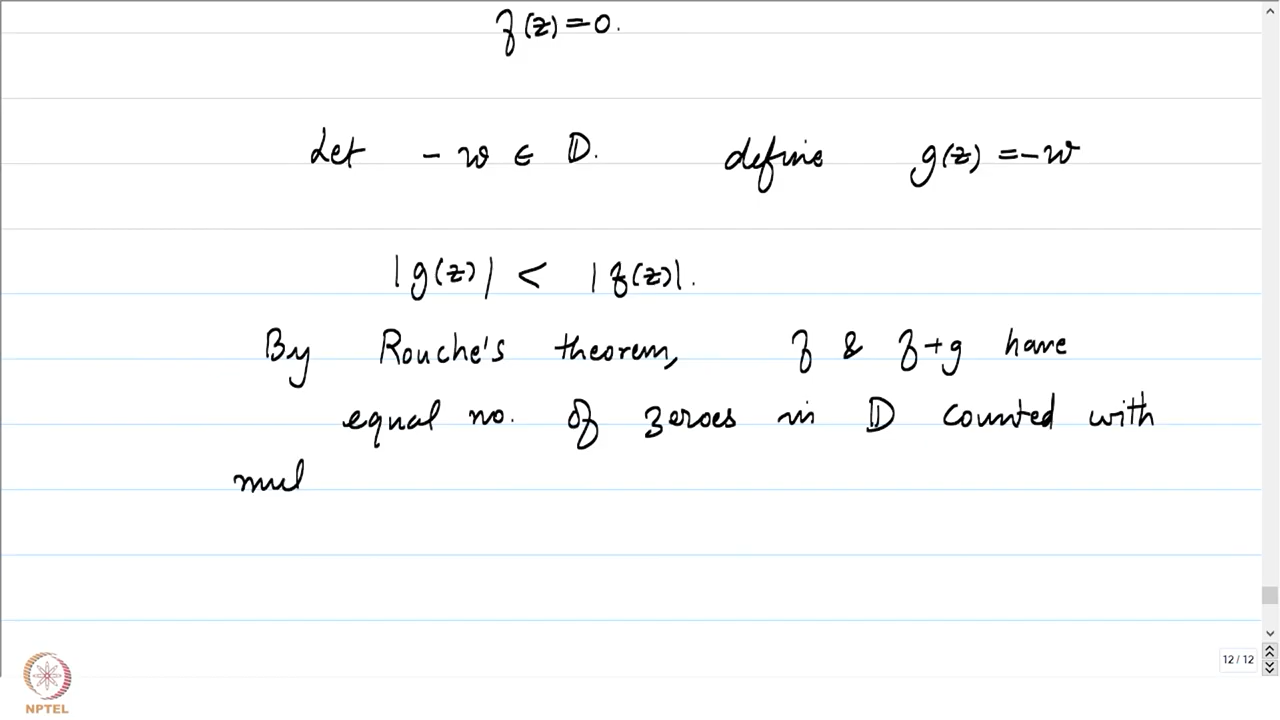 f(z) = 0.
Let -w ∈ 𝔻. define g(z) = -w
|g(z)| < |f(z)|.
By Rouche's theorem, f & f+g have
equal no. of zeroes in 𝔻 counted with
mul
12 / 12
NPTEL